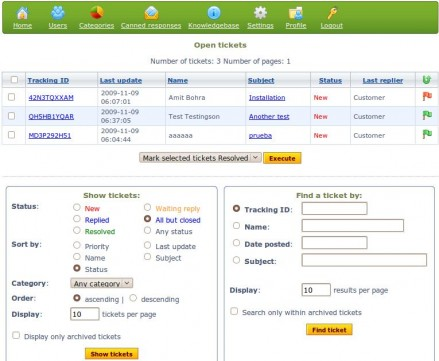 Home Users Categories Canned responses Knowledgebase Settings Profile Logout
Open tickets
Number of tickets: 3 Number of pages: 1
Tracking ID Last update Name Subject Status Last replier
42N3TQXXAM 2009-11-09 06:07:01 Amit Bohra Installation New Customer
QH5HB1YQAR 2009-11-09 06:37:05 Test Testingson Another test New Customer
MD3P292H51 2009-11-09 06:04:44 aaaaaa prueba New Customer
Mark selected tickets Resolved Execute
Show tickets:
Status: New Waiting reply
Replied All but closed
Resolved Any status
Sort by: Priority Last update
Name Subject
Status
Category: Any category
Order: ascending | descending
Display: 10 tickets per page
Display only archived tickets
Show tickets
Find a ticket by:
Tracking ID:
Name:
Date posted:
Subject:
Display: 10 results per page
Search only within archived tickets
Find ticket